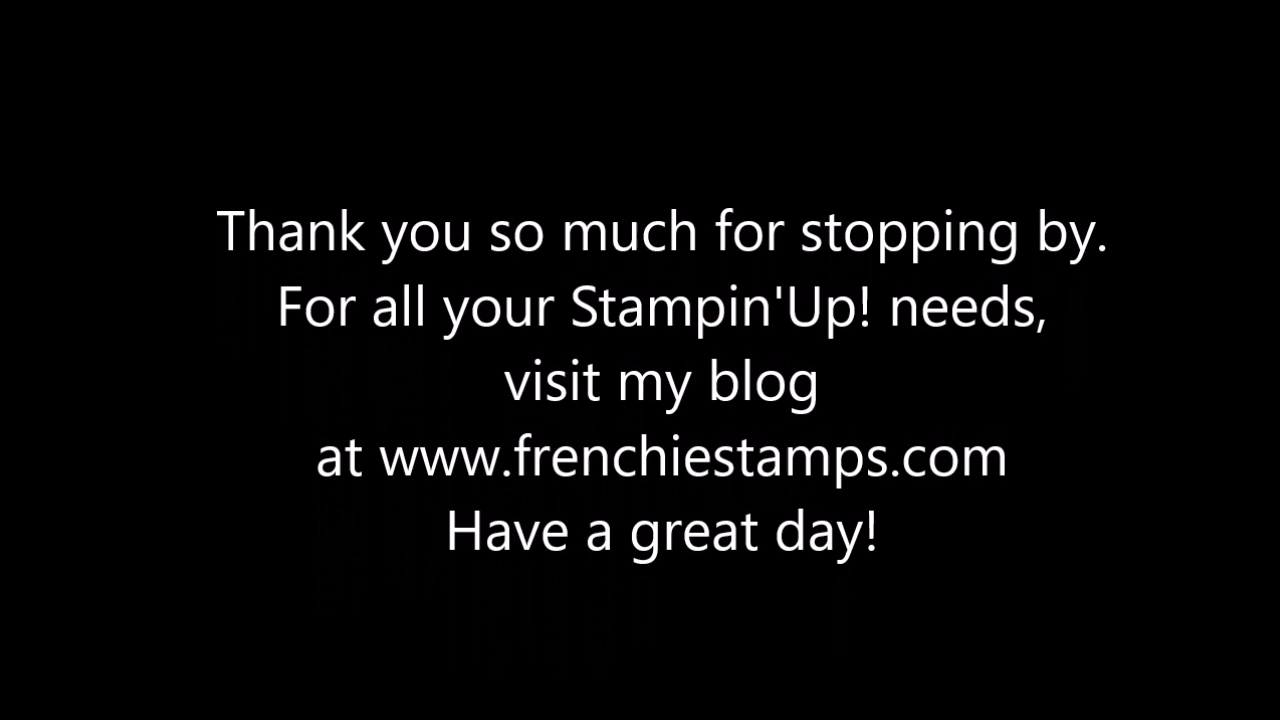 Thank you so much for stopping by.
For all your Stampin'Up! needs,
visit my blog
at www.frenchiestamps.com
Have a great day!